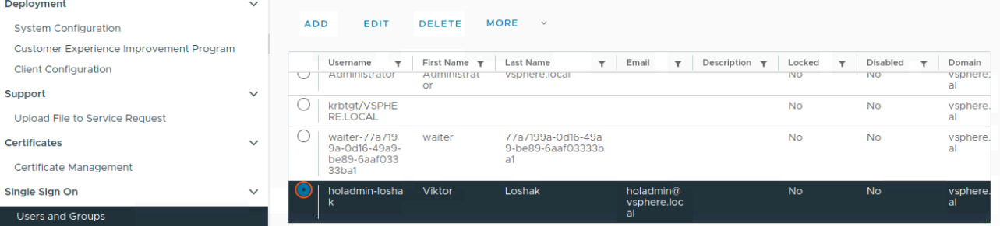 Deployment
System Configuration
Customer Experience Improvement Program
Client Configuration
Support
Upload File to Service Request
Certificates
Certificate Management
Single Sign On
Users and Groups
ADD EDIT DELETE MORE
Username First Name Last Name Email Description Locked Disabled Domain
Administrator Administrat vsphere.local No No vsphere.
or al
krbtgt/VSPHE No No vsphere.
RE.LOCAL al
waiter-77a719 waiter 77a7199a-0d16-49a No No vsphere.
9a-0d16-49a9- 9-be89-6aaf03333b al
be89-6aaf033 a1
33ba1
holadmin-losha Viktor Loshak holadmin@ No No vsphere.
k vsphere.loc al
al